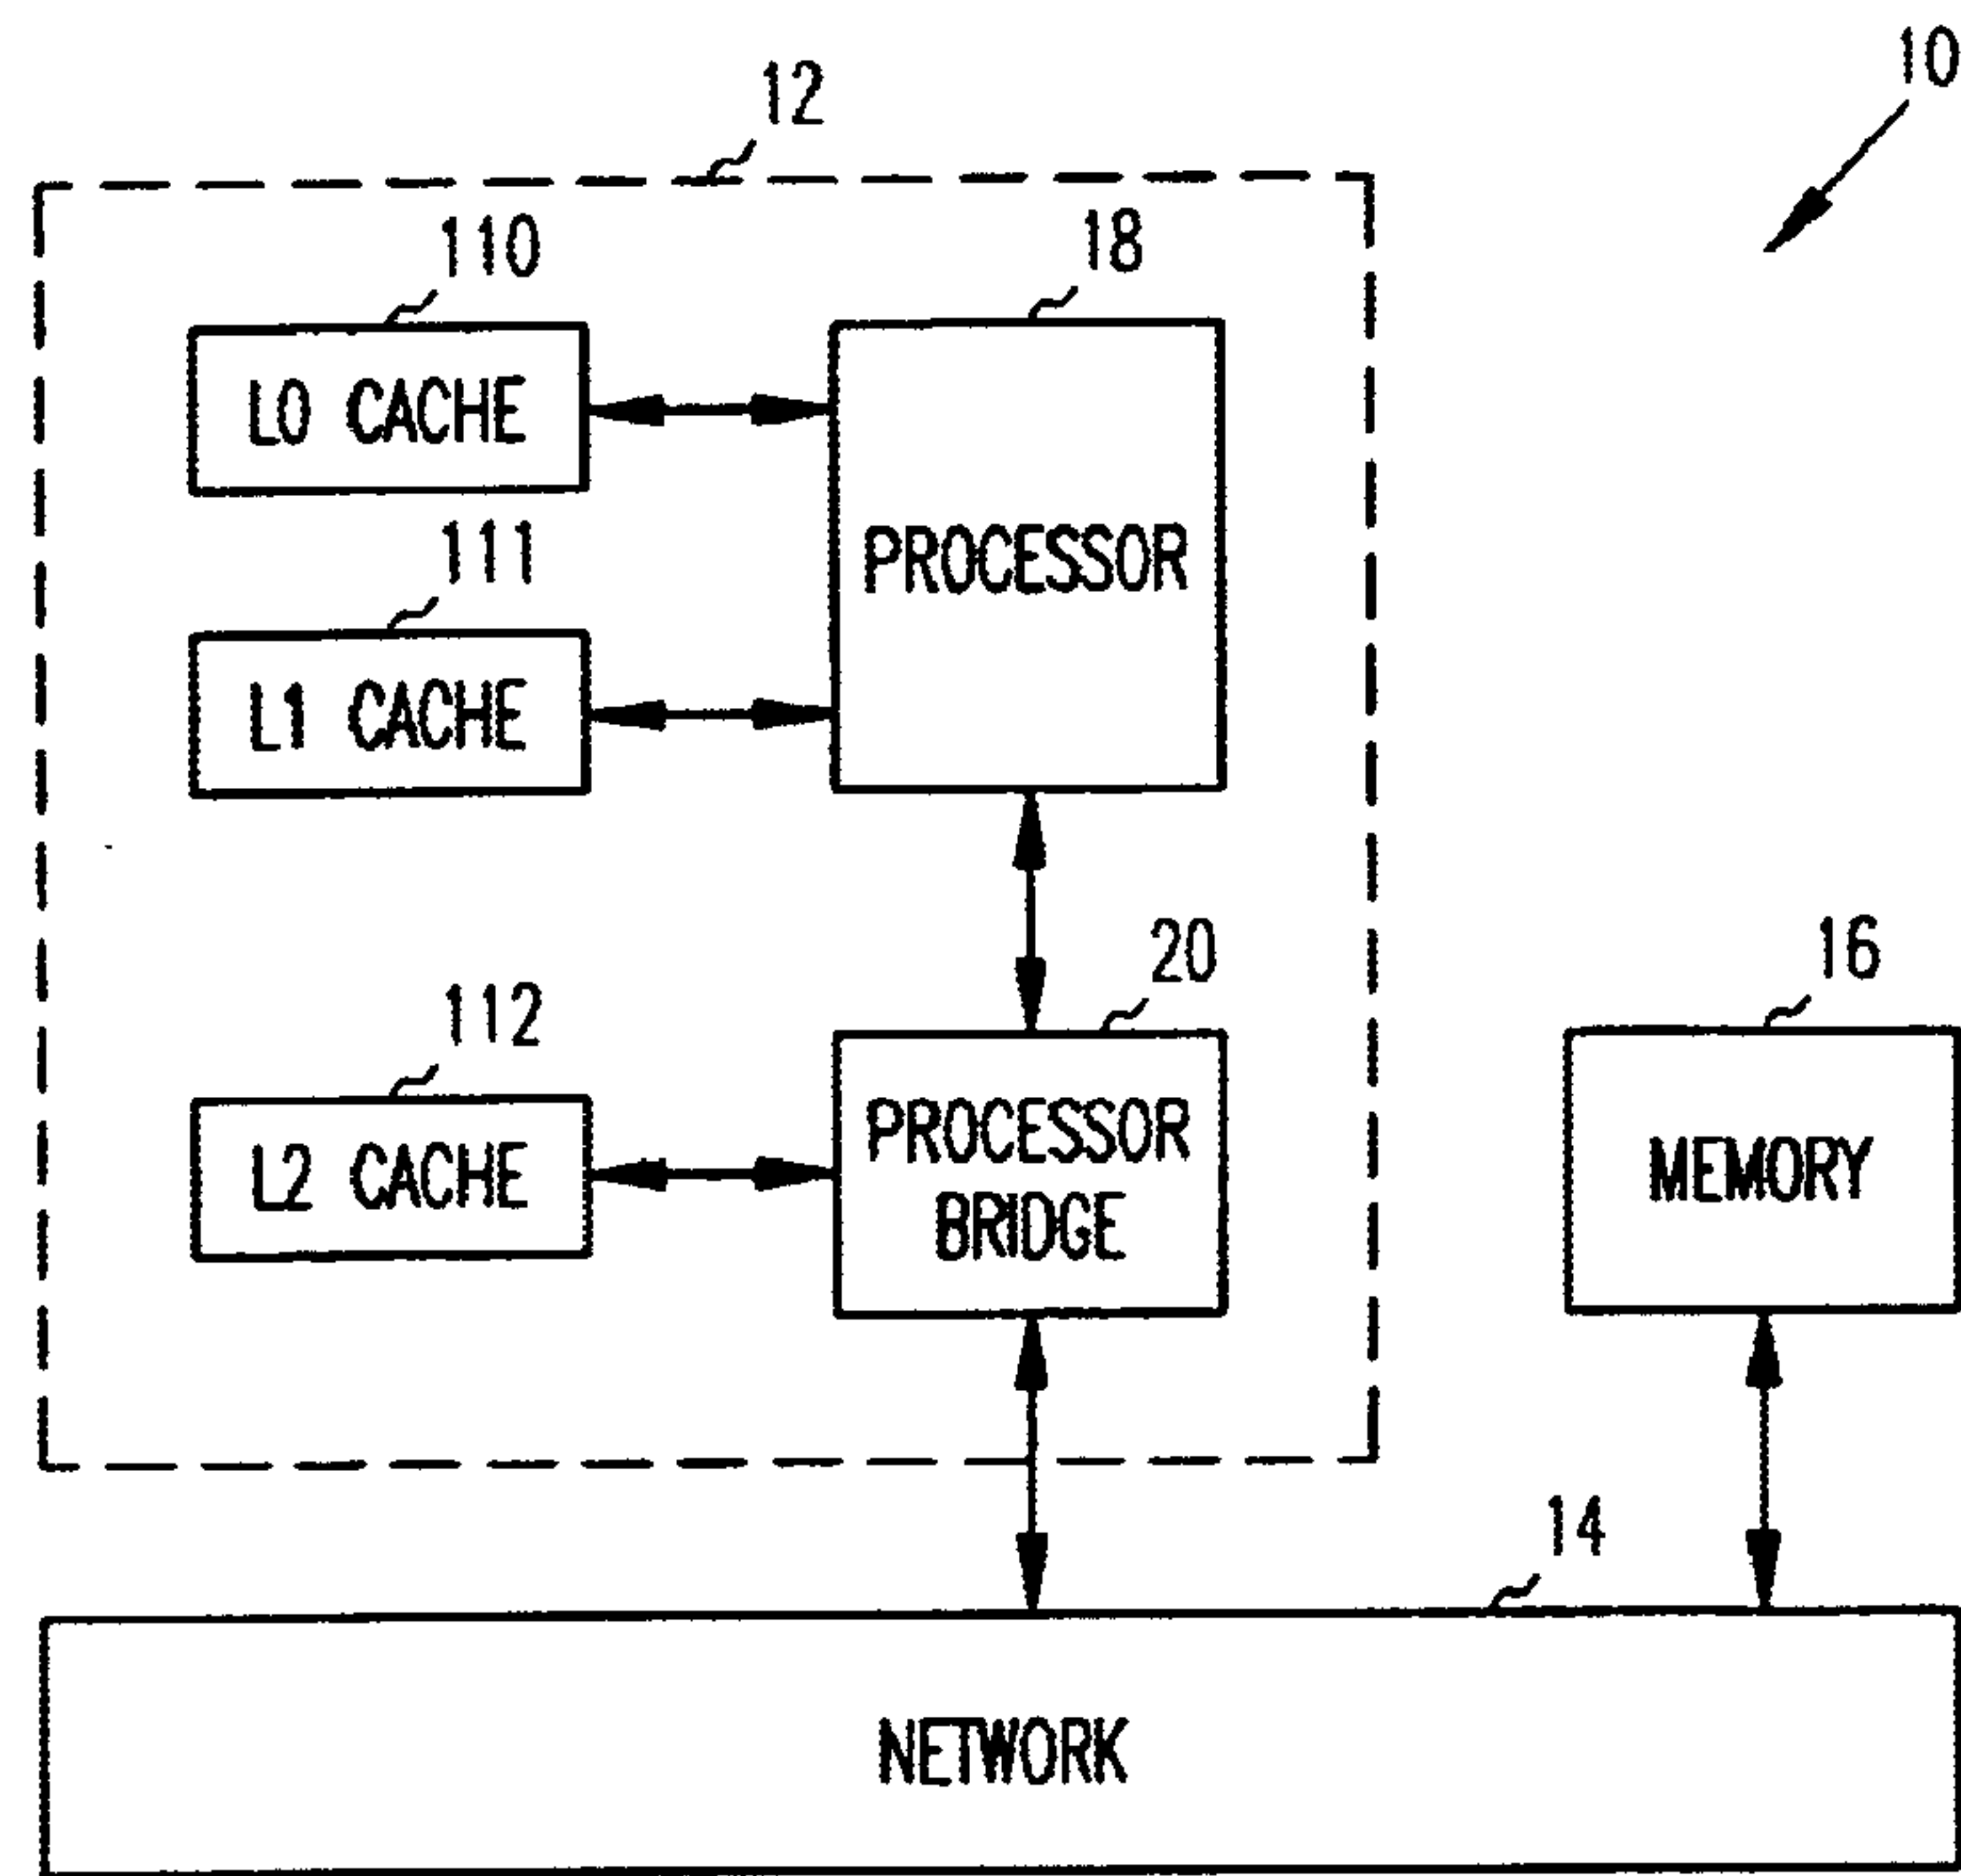 10
12
110
18
L0 CACHE
PROCESSOR
111
L1 CACHE
20
16
112
L2 CACHE
PROCESSOR
BRIDGE
MEMORY
14
NETWORK